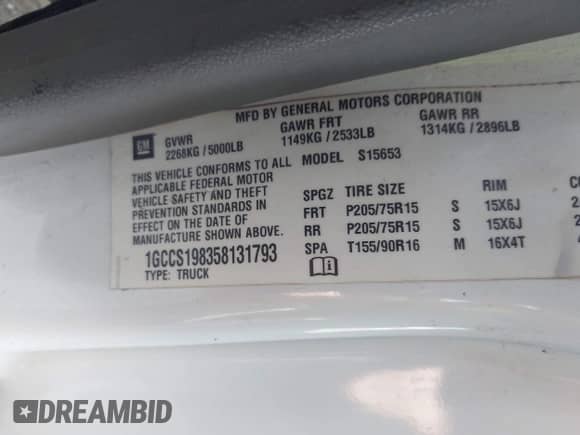 MFD BY GENERAL MOTORS CORPORATION
GM
GVWR GAWR FRT GAWR RR
2268KG / 5000LB 1149KG / 2533LB 1314KG / 2896LB
THIS VEHICLE CONFORMS TO ALL MODEL S15653
APPLICABLE FEDERAL MOTOR
VEHICLE SAFETY AND THEFT
PREVENTION STANDARDS IN
EFFECT ON THE DATE OF
MANUFACTURE SHOWN ABOVE.
1GCCS198358131793
TYPE: TRUCK
SPGZ TIRE SIZE RIM
FRT P205/75R15 S 15X6J
RR P205/75R15 S 15X6J
SPA T155/90R16 M 16X4T
DREAMBID